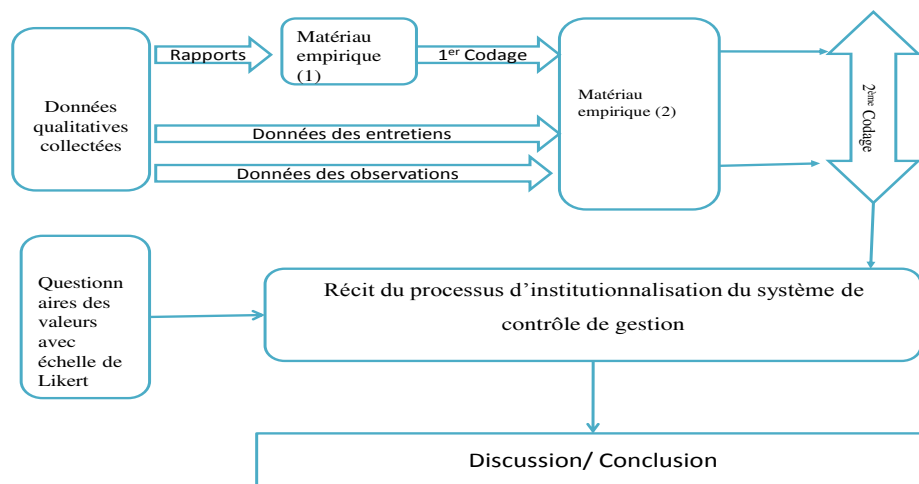 Données
qualitatives
collectées
Rapports
Matériau
empirique
(1)
1er Codage
Données des entretiens
Données des observations
Matériau
empirique (2)
2ème Codage
Questionn
aires des
valeurs
avec
échelle de
Likert
Récit du processus d’institutionnalisation du système de
contrôle de gestion
Discussion/ Conclusion